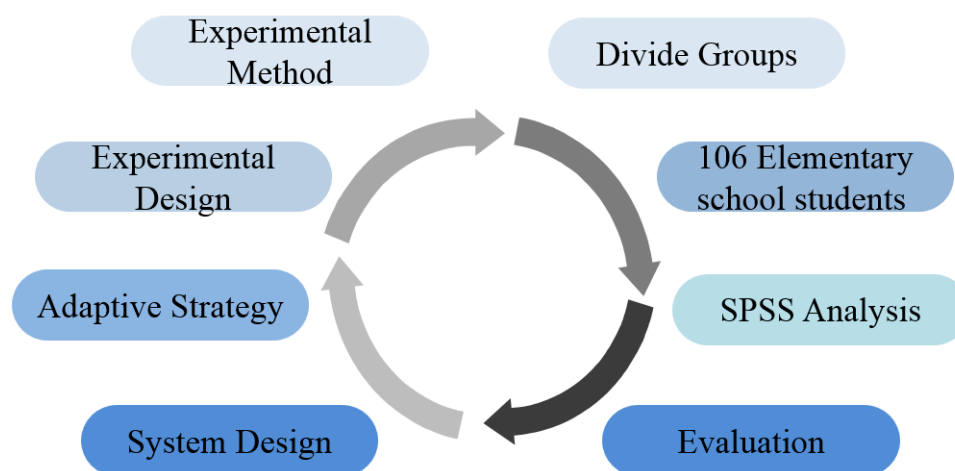 Experimental
Method
Divide Groups
Experimental
Design
106 Elementary
school students
Adaptive Strategy
SPSS Analysis
System Design
Evaluation